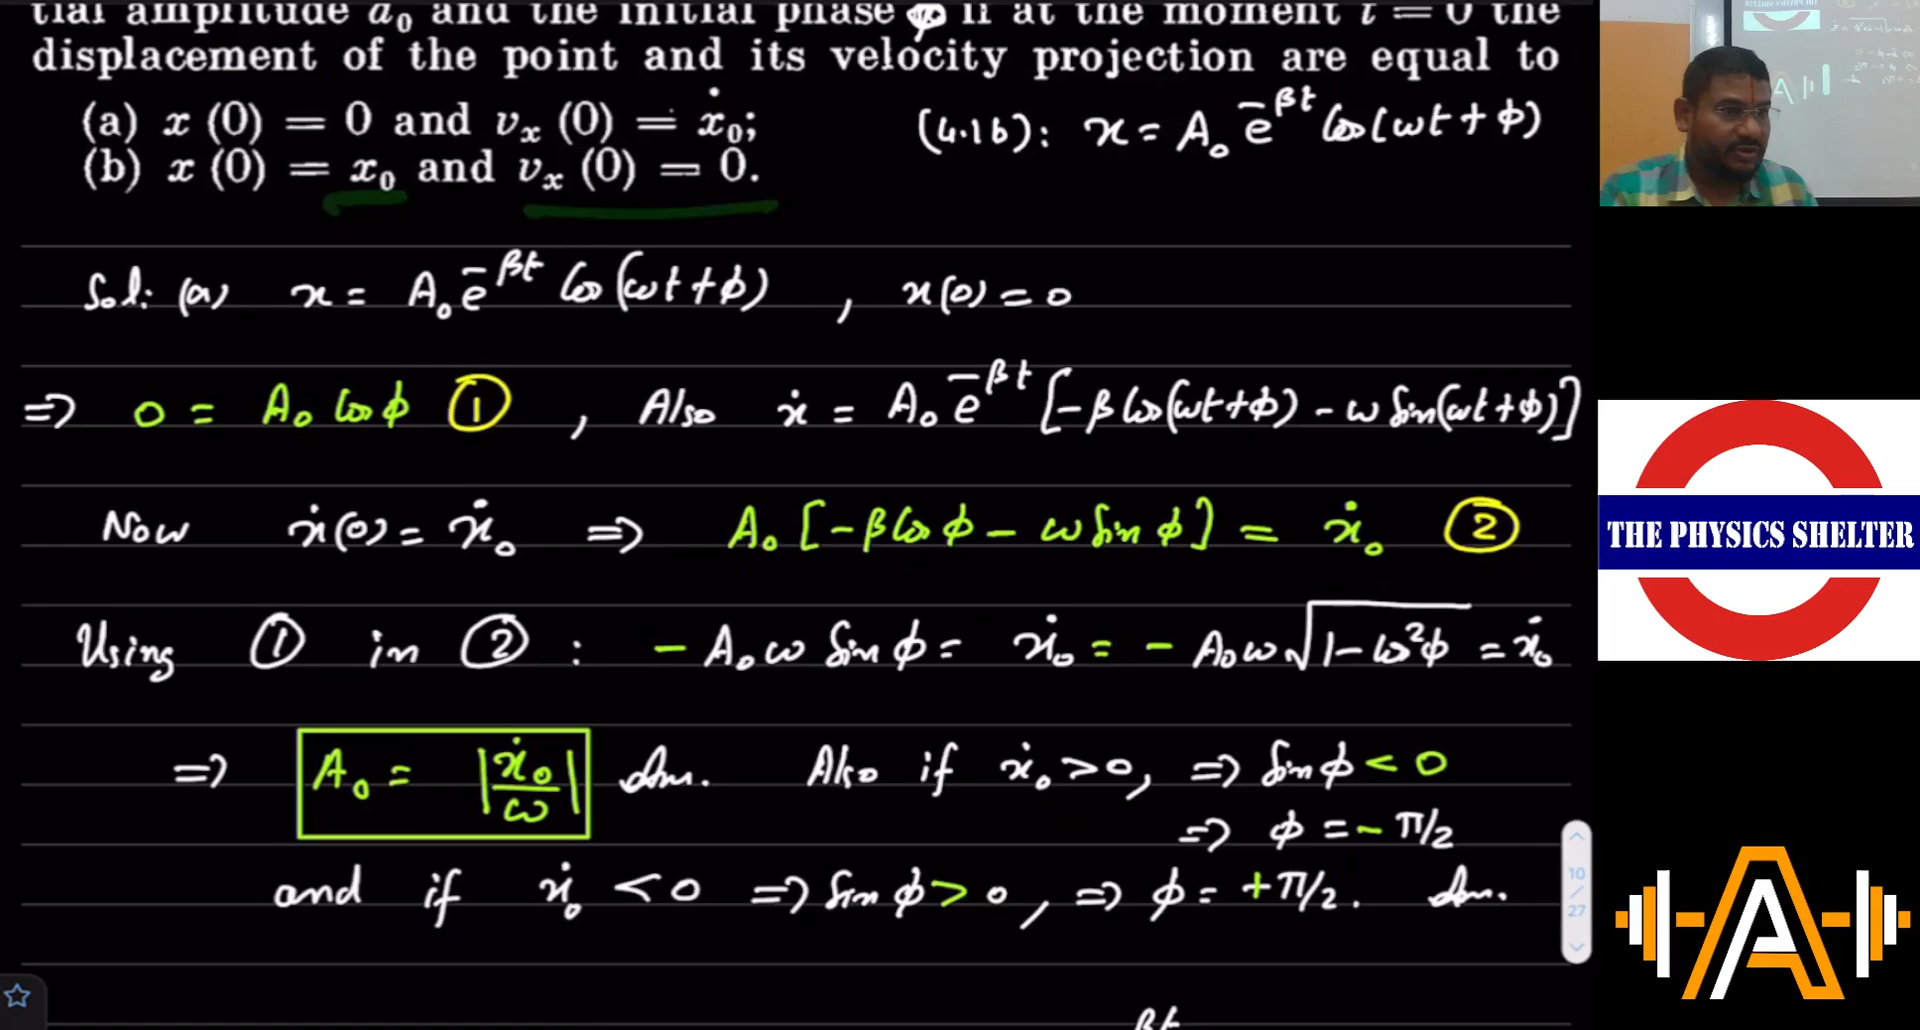 tial amplitude a₀ and the initial phase φ if at the moment t = 0 the
displacement of the point and its velocity projection are equal to
(a) x (0) = 0 and vₓ (0) = ẋ₀;
(b) x (0) = x₀ and vₓ (0) = 0.
(4.16): x = A₀ e^{-βt} Cos(ωt + φ)
Sol: (a) x = A₀ e^{-βt} Cos(ωt + φ) , x(0) = 0
⇒ 0 = A₀ Cos φ ① , Also ẋ = A₀ e^{-βt} [-β Cos(ωt + φ) - ω Sin(ωt + φ)]
Now ẋ(0) = ẋ₀ ⇒ A₀ [-β Cos φ - ω Sin φ] = ẋ₀ ②
Using ① in ② : - A₀ ω Sin φ = ẋ₀ = - A₀ ω √(1 - Cos²φ) = ẋ₀
⇒ A₀ = |ẋ₀/ω| Ans. Also if ẋ₀ > 0, ⇒ Sin φ < 0
⇒ φ = - π/2
and if ẋ₀ < 0 ⇒ Sin φ > 0, ⇒ φ = + π/2. Ans.
βt
THE PHYSICS SHELTER
10
/
27
A